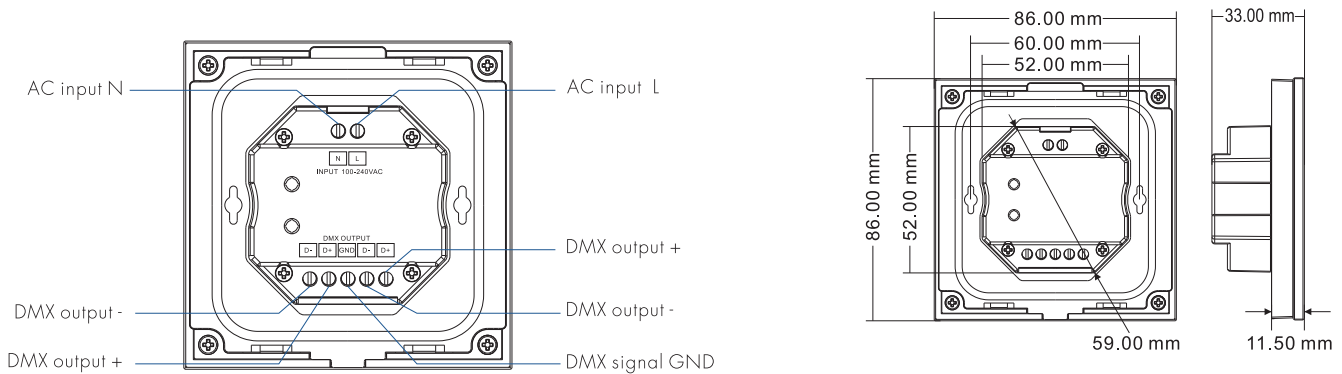 AC input N
AC input L
N L
INPUT 100-240VAC
DMX OUTPUT
D- D+ GND D- D+
DMX output +
DMX output -
DMX output -
DMX output +
DMX signal GND
86.00 mm
60.00 mm
52.00 mm
33.00 mm
86.00 mm
52.00 mm
59.00 mm
11.50 mm